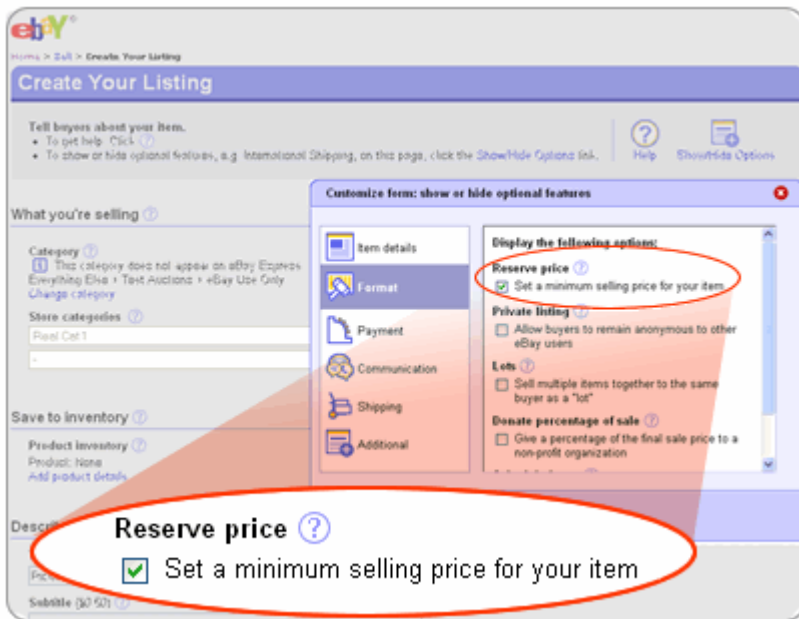 ebY
Home > Sell > Create Your Listing
Create Your Listing
Tell buyers about your item.
• To get help Click ?
• To show or hide optional features, e.g. International Shipping, on this page, click the Show/Hide Options link.
Help
Show/Hide Options
Customize form: show or hide optional features
What you're selling ?
Category ?
This category does not appear on eBay Express
Everything Else > Test Auctions > eBay Use Only
Change category
Store categories ?
Real Cat 1
-
Save to inventory ?
Product inventory ?
Product: None
Add product details
Item details
Format
Payment
Communication
Shipping
Additional
Display the following options:
Reserve price ?
Set a minimum selling price for your item
Private listing ?
Allow buyers to remain anonymous to other
eBay users
Lots ?
Sell multiple items together to the same
buyer as a "lot"
Donate percentage of sale ?
Give a percentage of the final sale price to a
non-profit organization
Reserve price ?
Set a minimum selling price for your item
Subtitle ($0.50) ?